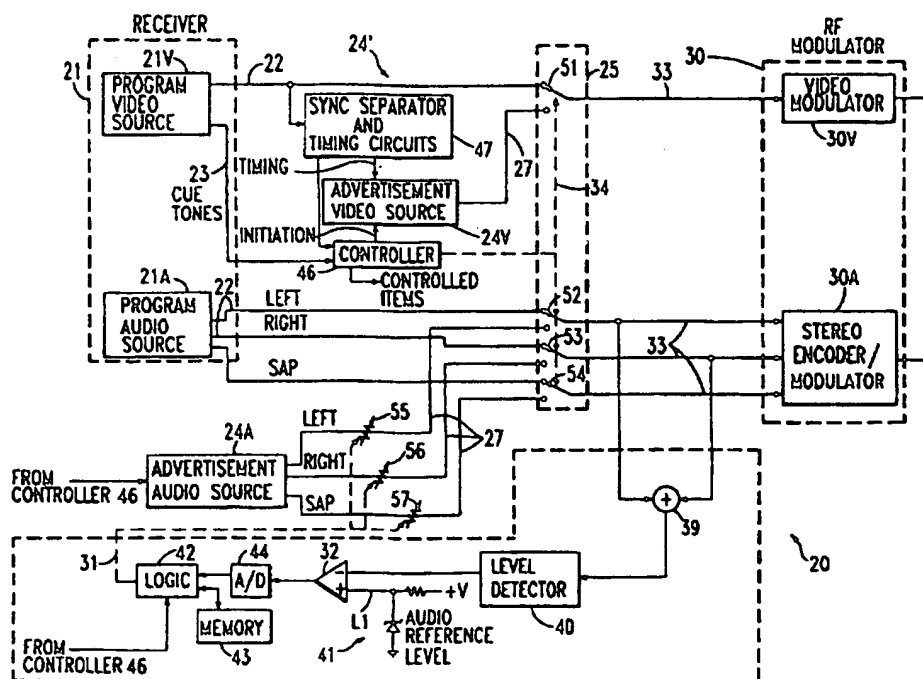 RECEIVER
21
21V
PROGRAM
VIDEO
SOURCE
22
24'
51
25
30
RF
MODULATOR
33
VIDEO
MODULATOR
30V
SYNC SEPARATOR
AND
TIMING CIRCUITS
47
27
23
CUE
TONES
TIMING
ADVERTISEMENT
VIDEO SOURCE
24V
34
INITIATION
CONTROLLER
46
CONTROLLED
ITEMS
21A
PROGRAM
AUDIO
SOURCE
22
LEFT
RIGHT
SAP
52
53
54
33
30A
STEREO
ENCODER/
MODULATOR
24A
ADVERTISEMENT
AUDIO SOURCE
FROM
CONTROLLER 46
LEFT
RIGHT
SAP
55
56
57
27
39
20
31
42
LOGIC
44
A/D
32
LEVEL
DETECTOR
40
+V
L1
41
AUDIO
REFERENCE
LEVEL
MEMORY
43
FROM
CONTROLLER 46